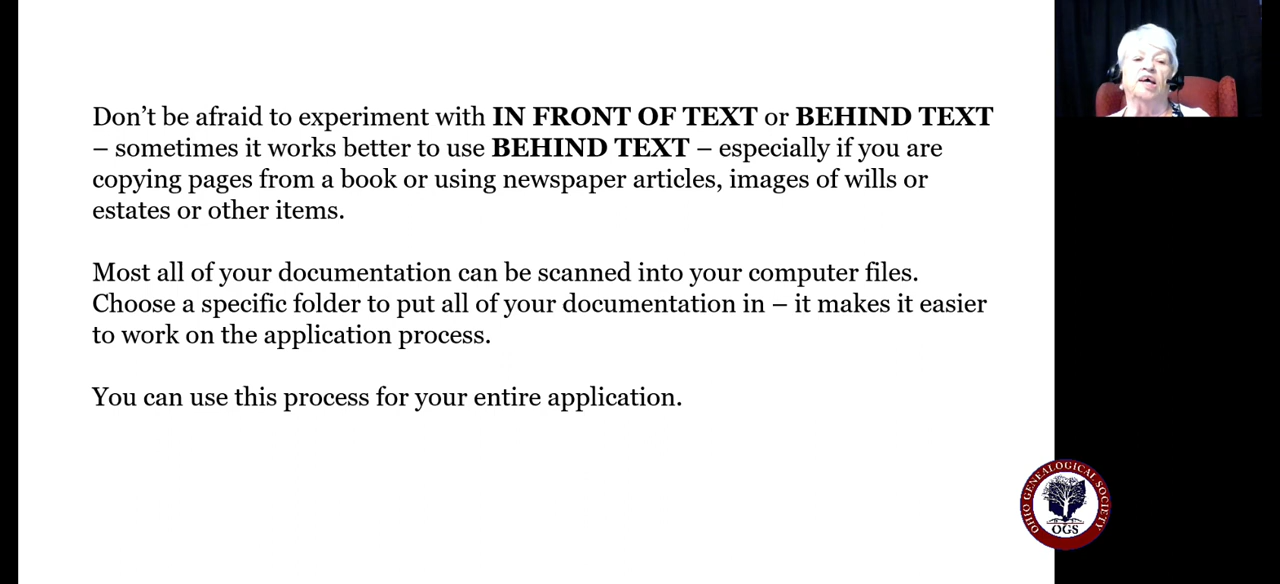 Don’t be afraid to experiment with IN FRONT OF TEXT or BEHIND TEXT
– sometimes it works better to use BEHIND TEXT – especially if you are
copying pages from a book or using newspaper articles, images of wills or
estates or other items.
Most all of your documentation can be scanned into your computer files.
Choose a specific folder to put all of your documentation in – it makes it easier
to work on the application process.
You can use this process for your entire application.
OHIO GENEALOGICAL SOCIETY
OGS